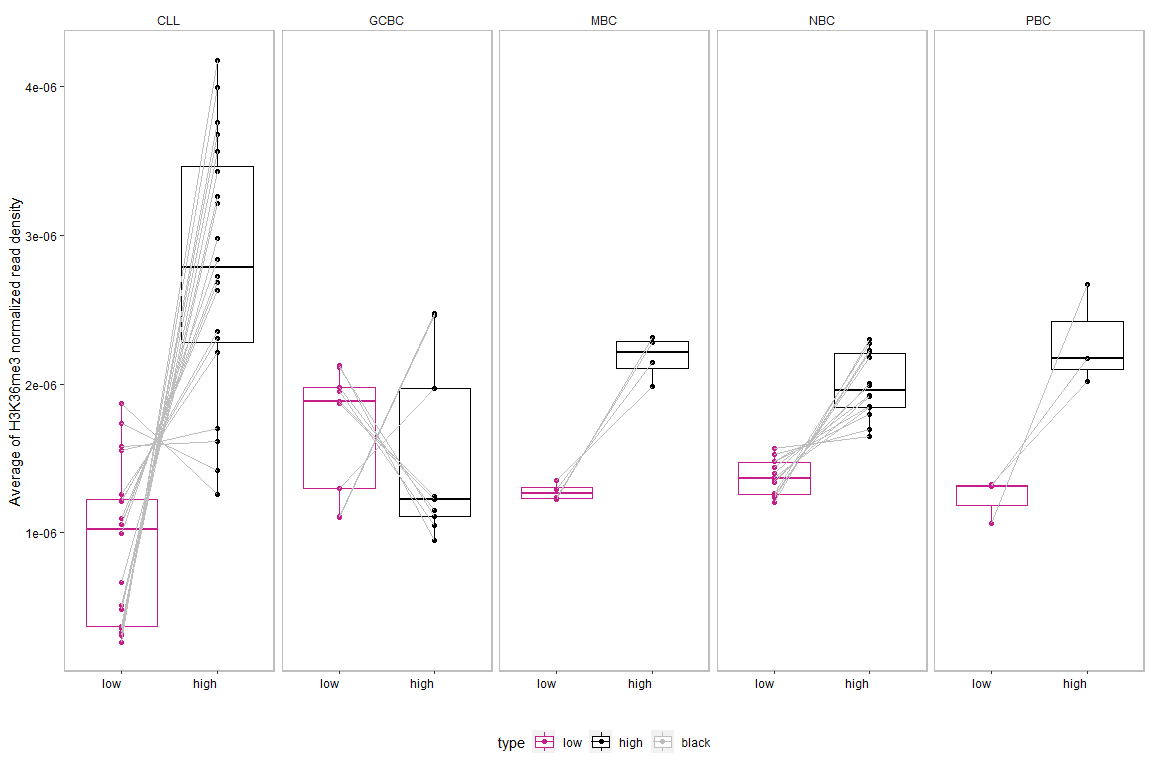 CLL GCBC MBC NBC PBC
Average of H3K36me3 normalized read density
4e-06
3e-06
2e-06
1e-06
low high low high low high low high low high
type low high black